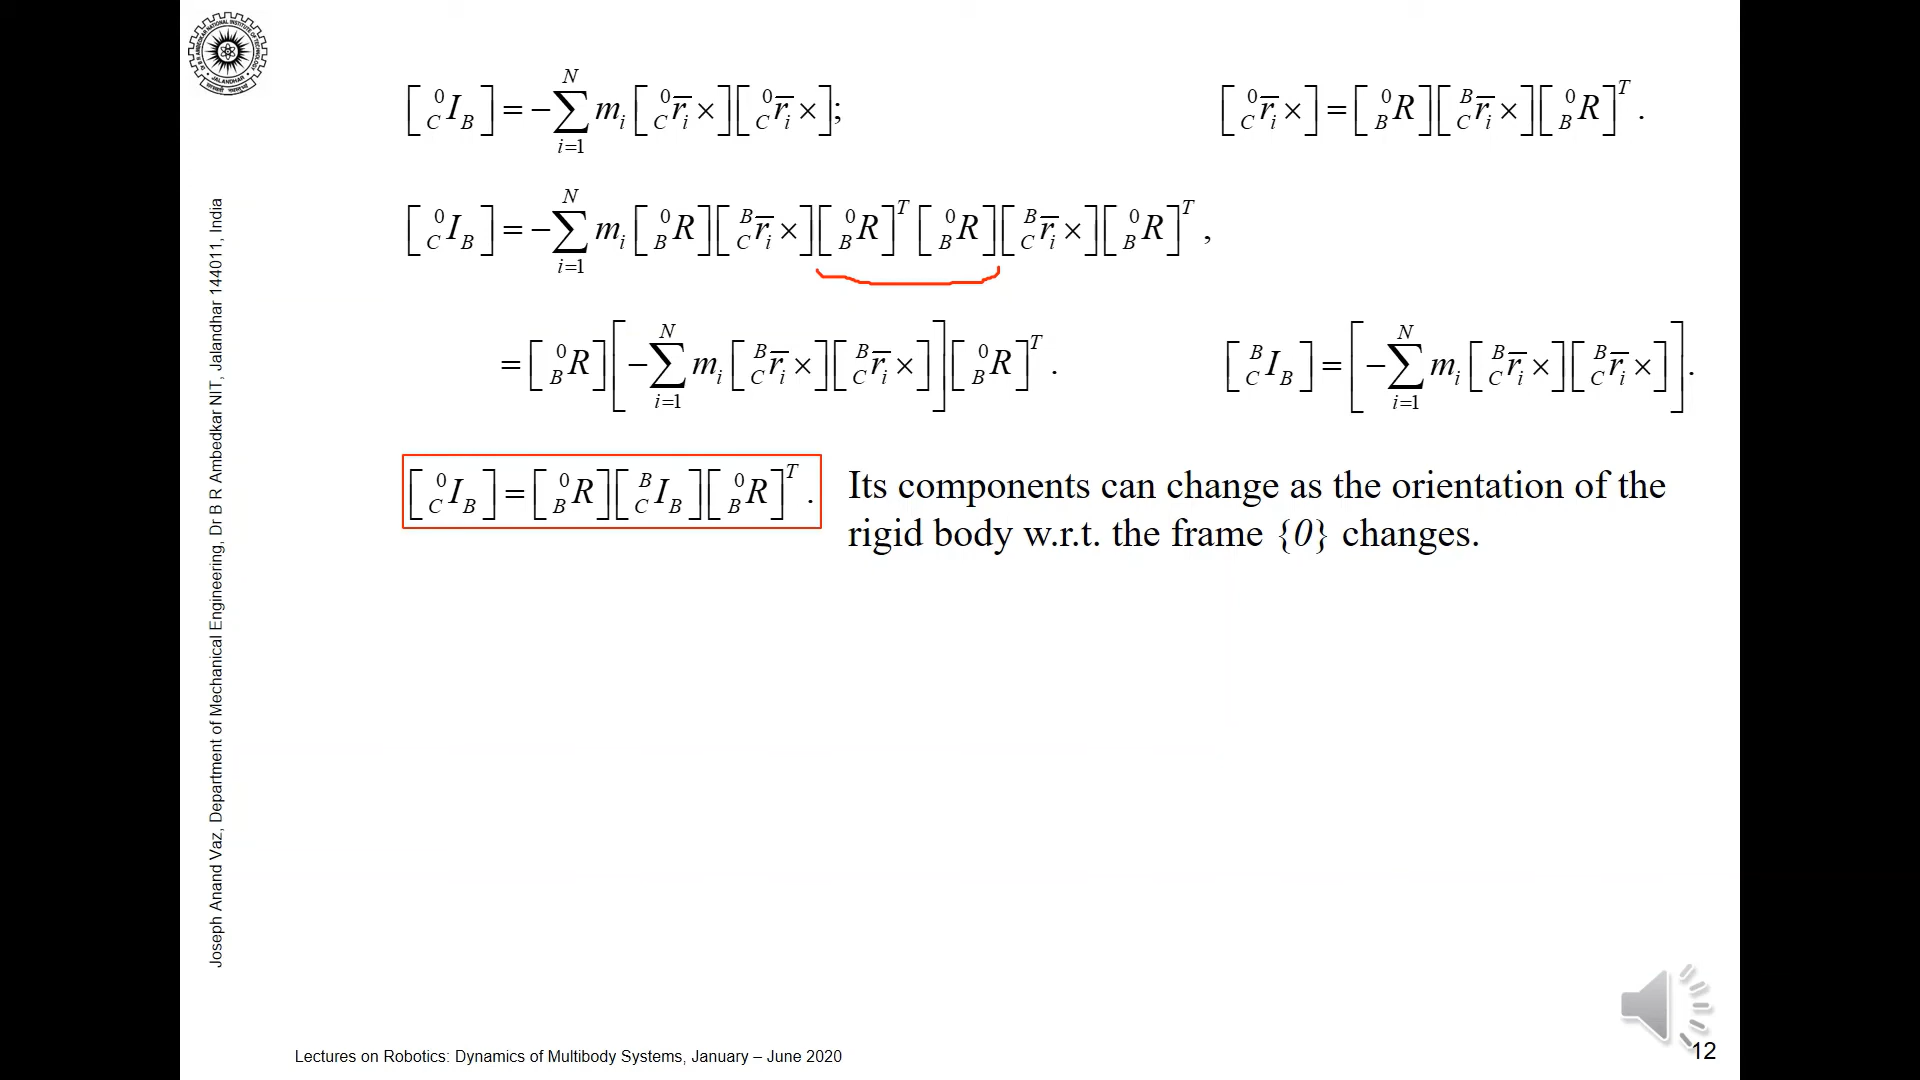 [ ⁰_C I_B ] = −∑_{i=1}^{N} m_i [ ⁰_C r̅_i × ][ ⁰_C r̅_i × ]; [ ⁰_C r̅_i × ] = [ ⁰_B R ][ ᴮ_C r̅_i × ][ ⁰_B R ]^T .
[ ⁰_C I_B ] = −∑_{i=1}^{N} m_i [ ⁰_B R ][ ᴮ_C r̅_i × ][ ⁰_B R ]^T [ ⁰_B R ][ ᴮ_C r̅_i × ][ ⁰_B R ]^T ,
= [ ⁰_B R ][ −∑_{i=1}^{N} m_i [ ᴮ_C r̅_i × ][ ᴮ_C r̅_i × ] ][ ⁰_B R ]^T . [ ᴮ_C I_B ] = [ −∑_{i=1}^{N} m_i [ ᴮ_C r̅_i × ][ ᴮ_C r̅_i × ] ].
[ ⁰_C I_B ] = [ ⁰_B R ][ ᴮ_C I_B ][ ⁰_B R ]^T .
Its components can change as the orientation of the
rigid body w.r.t. the frame {0} changes.
Joseph Anand Vaz, Department of Mechanical Engineering, Dr B R Ambedkar NIT, Jalandhar 144011, India
Lectures on Robotics: Dynamics of Multibody Systems, January – June 2020
12